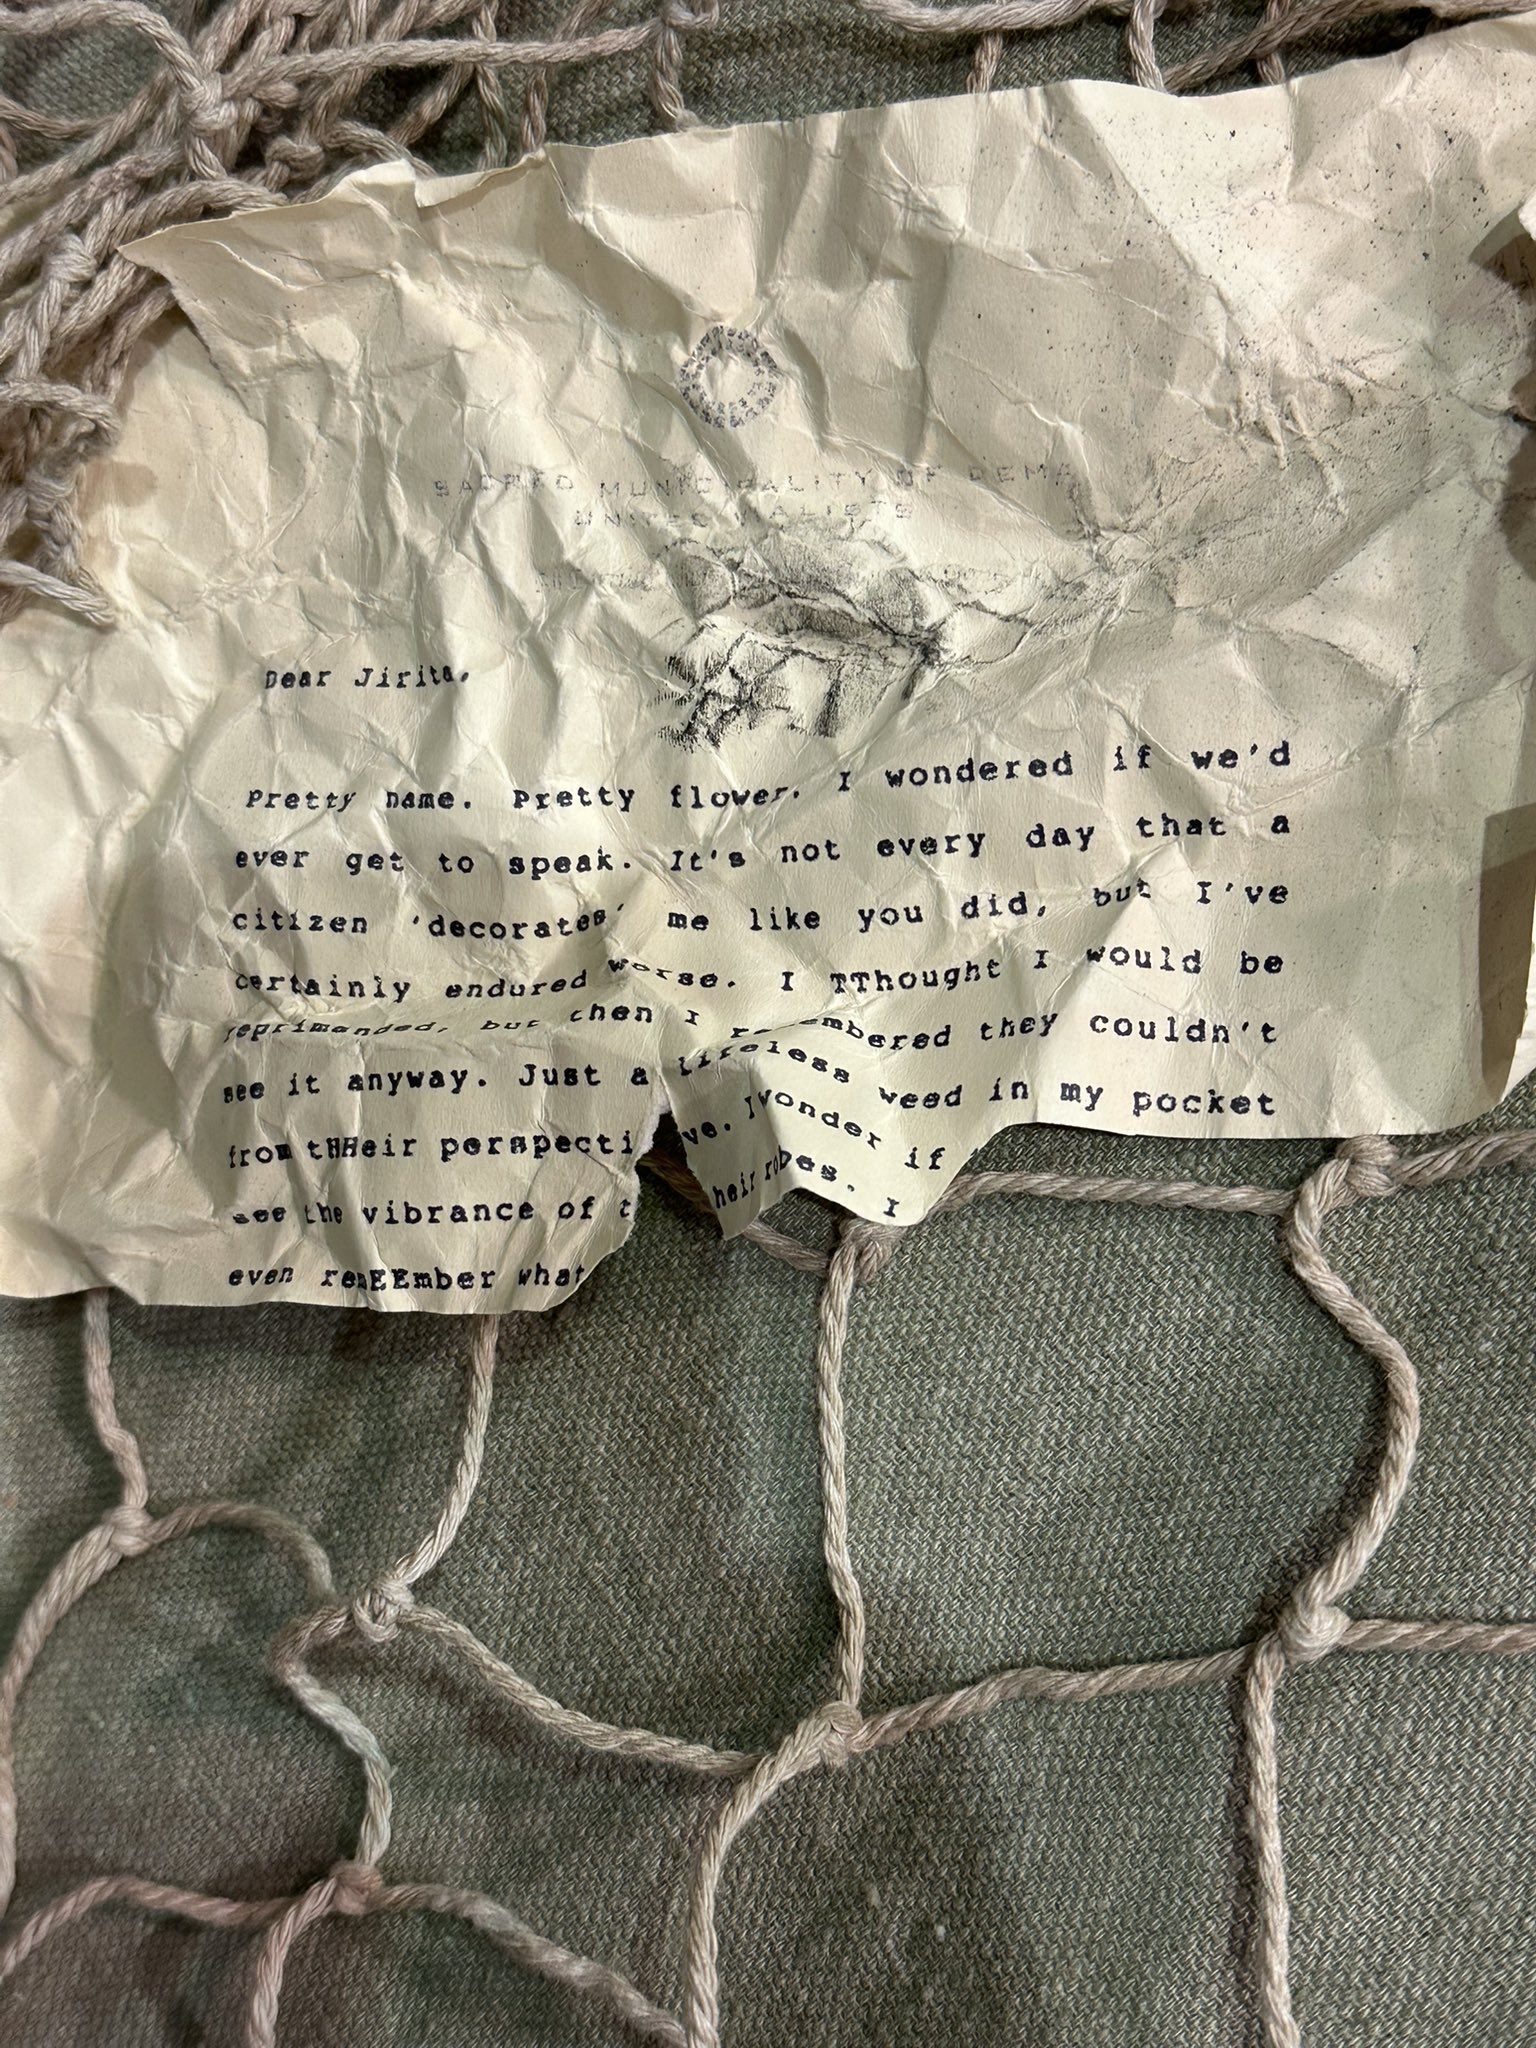 SACRED MUNICIPALITY OF DEMA
UNITED VIALISTS
Dear Jirita,
Pretty name. Pretty flower. I wondered if we'd
ever get to speak. It's not every day that a
citizen 'decorates' me like you did, but I've
certainly endured worse. I TThought I would be
reprimanded, but then I remembered they couldn't
see it anyway. Just a lifeless weed in my pocket
from tHHeir perspective. Iwonder if
see the vibrance of their robes. I
even remEEmber what